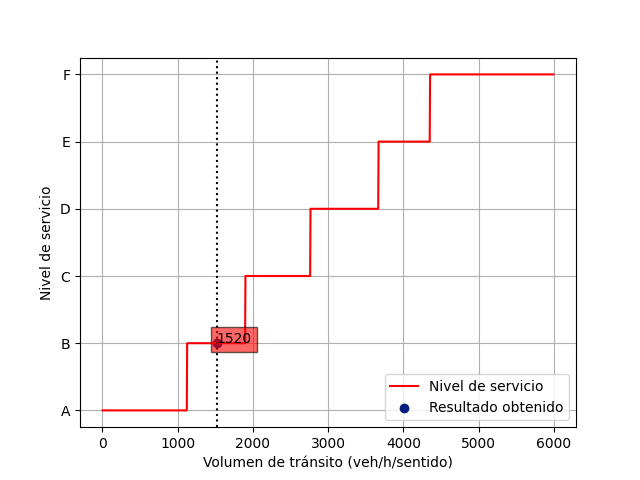 F
E
D
C
B
A
Nivel de servicio
1520
Nivel de servicio
Resultado obtenido
0 1000 2000 3000 4000 5000 6000
Volumen de tránsito (veh/h/sentido)